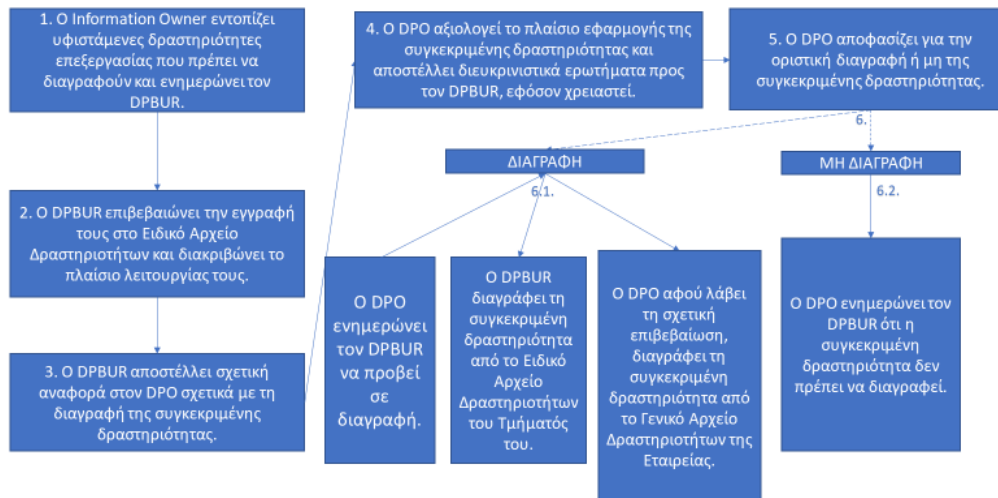 1. Ο Information Owner εντοπίζει
υφιστάμενες δραστηριότητες
επεξεργασίας που πρέπει να
διαγραφούν και ενημερώνει τον
DPBUR.
2. Ο DPBUR επιβεβαιώνει την εγγραφή
τους στο Ειδικό Αρχείο
Δραστηριοτήτων και διακριβώνει το
πλαίσιο λειτουργίας τους.
3. Ο DPBUR αποστέλλει σχετική
αναφορά στον DPO σχετικά με τη
διαγραφή της συγκεκριμένης
δραστηριότητας.
4. Ο DPO αξιολογεί το πλαίσιο εφαρμογής της
συγκεκριμένης δραστηριότητας και
αποστέλλει διευκρινιστικά ερωτήματα προς
τον DPBUR, εφόσον χρειαστεί.
5. Ο DPO αποφασίζει για την
οριστική διαγραφή ή μη της
συγκεκριμένης δραστηριότητας.
6.
ΔΙΑΓΡΑΦΗ
6.1.
Ο DPO
ενημερώνει
τον DPBUR
να προβεί
σε
διαγραφή.
Ο DPBUR
διαγράφει τη
συγκεκριμένη
δραστηριότητα
από το Ειδικό
Αρχείο
Δραστηριοτήτων
του Τμήματός
του.
Ο DPO αφού λάβει
τη σχετική
επιβεβαίωση,
διαγράφει τη
συγκεκριμένη
δραστηριότητα από
το Γενικό Αρχείο
Δραστηριοτήτων της
Εταιρείας.
ΜΗ ΔΙΑΓΡΑΦΗ
6.2.
Ο DPO ενημερώνει τον
DPBUR ότι η
συγκεκριμένη
δραστηριότητα δεν
πρέπει να διαγραφεί.